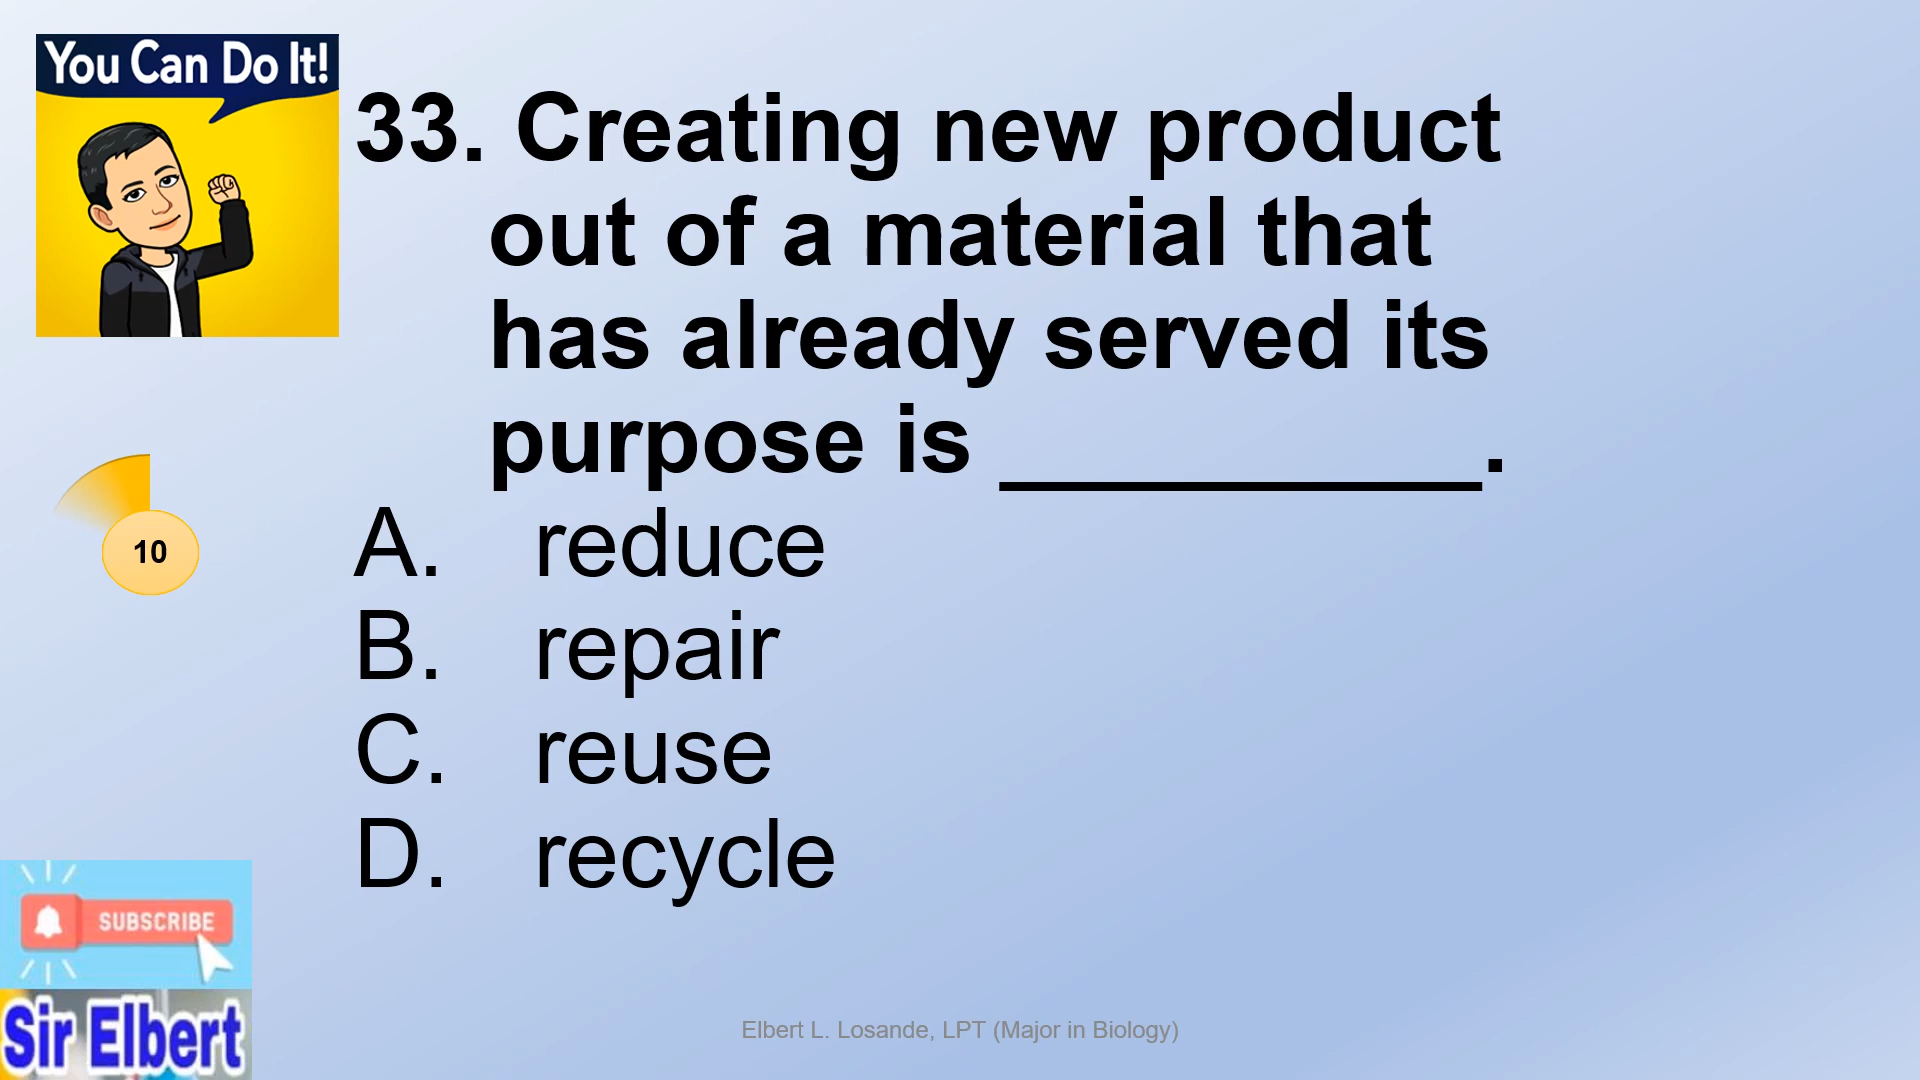 You Can Do It!
33. Creating new product
out of a material that
has already served its
purpose is __________.
A. reduce
B. repair
C. reuse
D. recycle
10
SUBSCRIBE
Sir Elbert
Elbert L. Losande, LPT (Major in Biology)